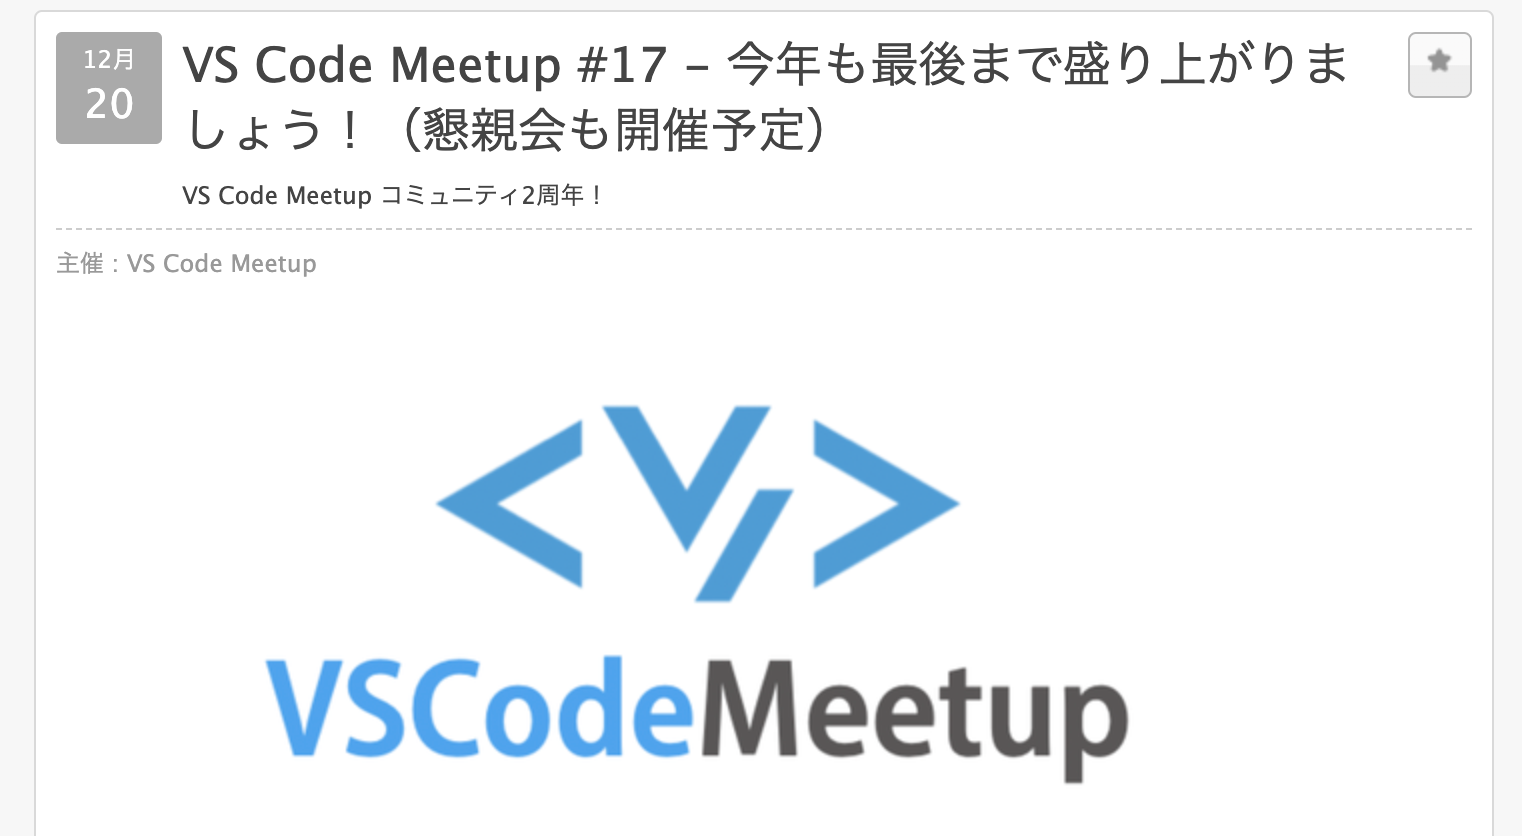 12月
20
VS Code Meetup #17 – 今年も最後まで盛り上がりま
しょう！（懇親会も開催予定）
VS Code Meetup コミュニティ2周年！
主催 : VS Code Meetup
VSCodeMeetup